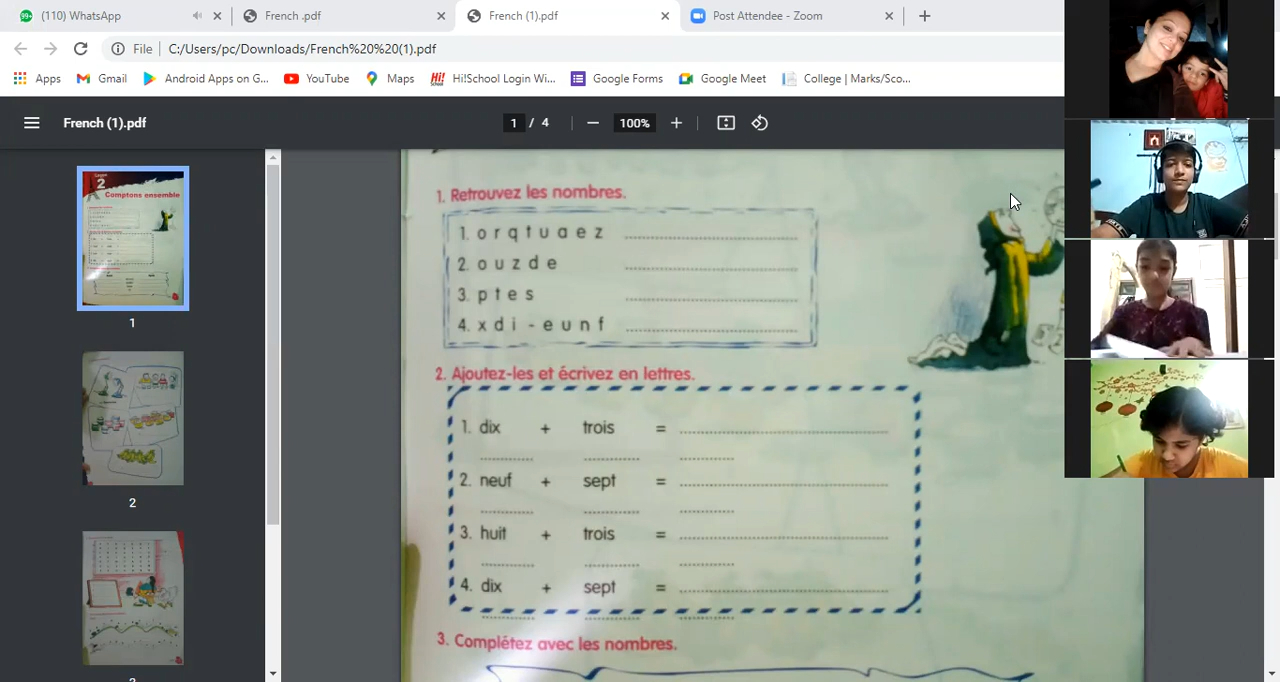 (110) WhatsApp
French .pdf
French (1).pdf
Post Attendee - Zoom
File
C:/Users/pc/Downloads/French%20%20(1).pdf
Apps
Gmail
Android Apps on G...
YouTube
Maps
Hi!School Login Wi...
Google Forms
Google Meet
College | Marks/Sco...
French (1).pdf
1 / 4
100%
2
Comptons ensemble
1
2
1. Retrouvez les nombres.
1. o r q t u a e z
2. o u z d e
3. p t e s
4. x d i - e u n f
2. Ajoutez-les et écrivez en lettres.
1. dix + trois =
2. neuf + sept =
3. huit + trois =
4. dix + sept =
3. Complétez avec les nombres.